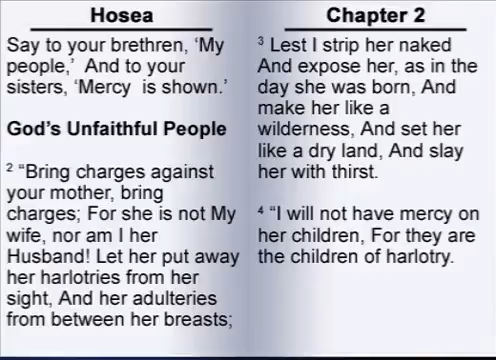 Hosea
Say to your brethren, ‘My
people,’ And to your
sisters, ‘Mercy is shown.’
God’s Unfaithful People
2 “Bring charges against
your mother, bring
charges; For she is not My
wife, nor am I her
Husband! Let her put away
her harlotries from her
sight, And her adulteries
from between her breasts;
Chapter 2
3 Lest I strip her naked
And expose her, as in the
day she was born, And
make her like a
wilderness, And set her
like a dry land, And slay
her with thirst.
4 “I will not have mercy on
her children, For they are
the children of harlotry.